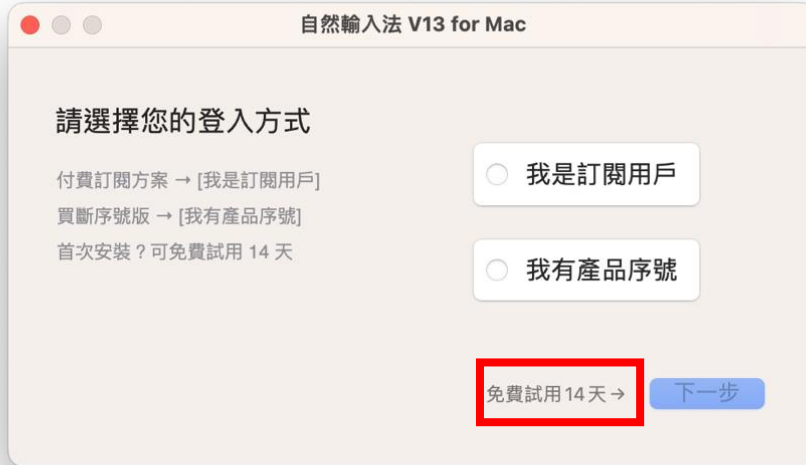 自然輸入法 V13 for Mac
請選擇您的登入方式
付費訂閱方案 → [我是訂閱用戶]
買斷序號版 → [我有產品序號]
首次安裝？可免費試用 14 天
我是訂閱用戶
我有產品序號
免費試用14天→
下一步